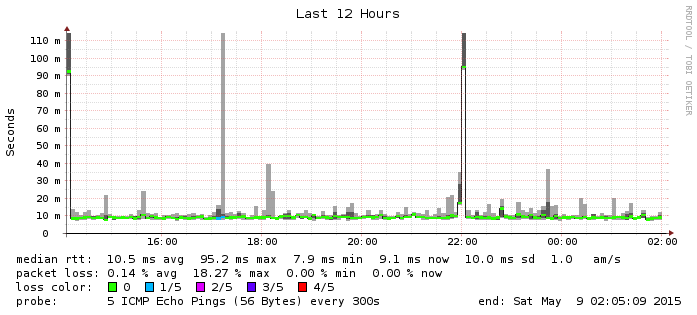 Last 12 Hours
RRDTOOL / TOBI OETIKER
Seconds
110 m
100 m
90 m
80 m
70 m
60 m
50 m
40 m
30 m
20 m
10 m
0
16:00 18:00 20:00 22:00 00:00 02:00
median rtt: 10.5 ms avg 95.2 ms max 7.9 ms min 9.1 ms now 10.0 ms sd 1.0 am/s
packet loss: 0.14 % avg 18.27 % max 0.00 % min 0.00 % now
loss color: 0 1/5 2/5 3/5 4/5
probe: 5 ICMP Echo Pings (56 Bytes) every 300s end: Sat May 9 02:05:09 2015